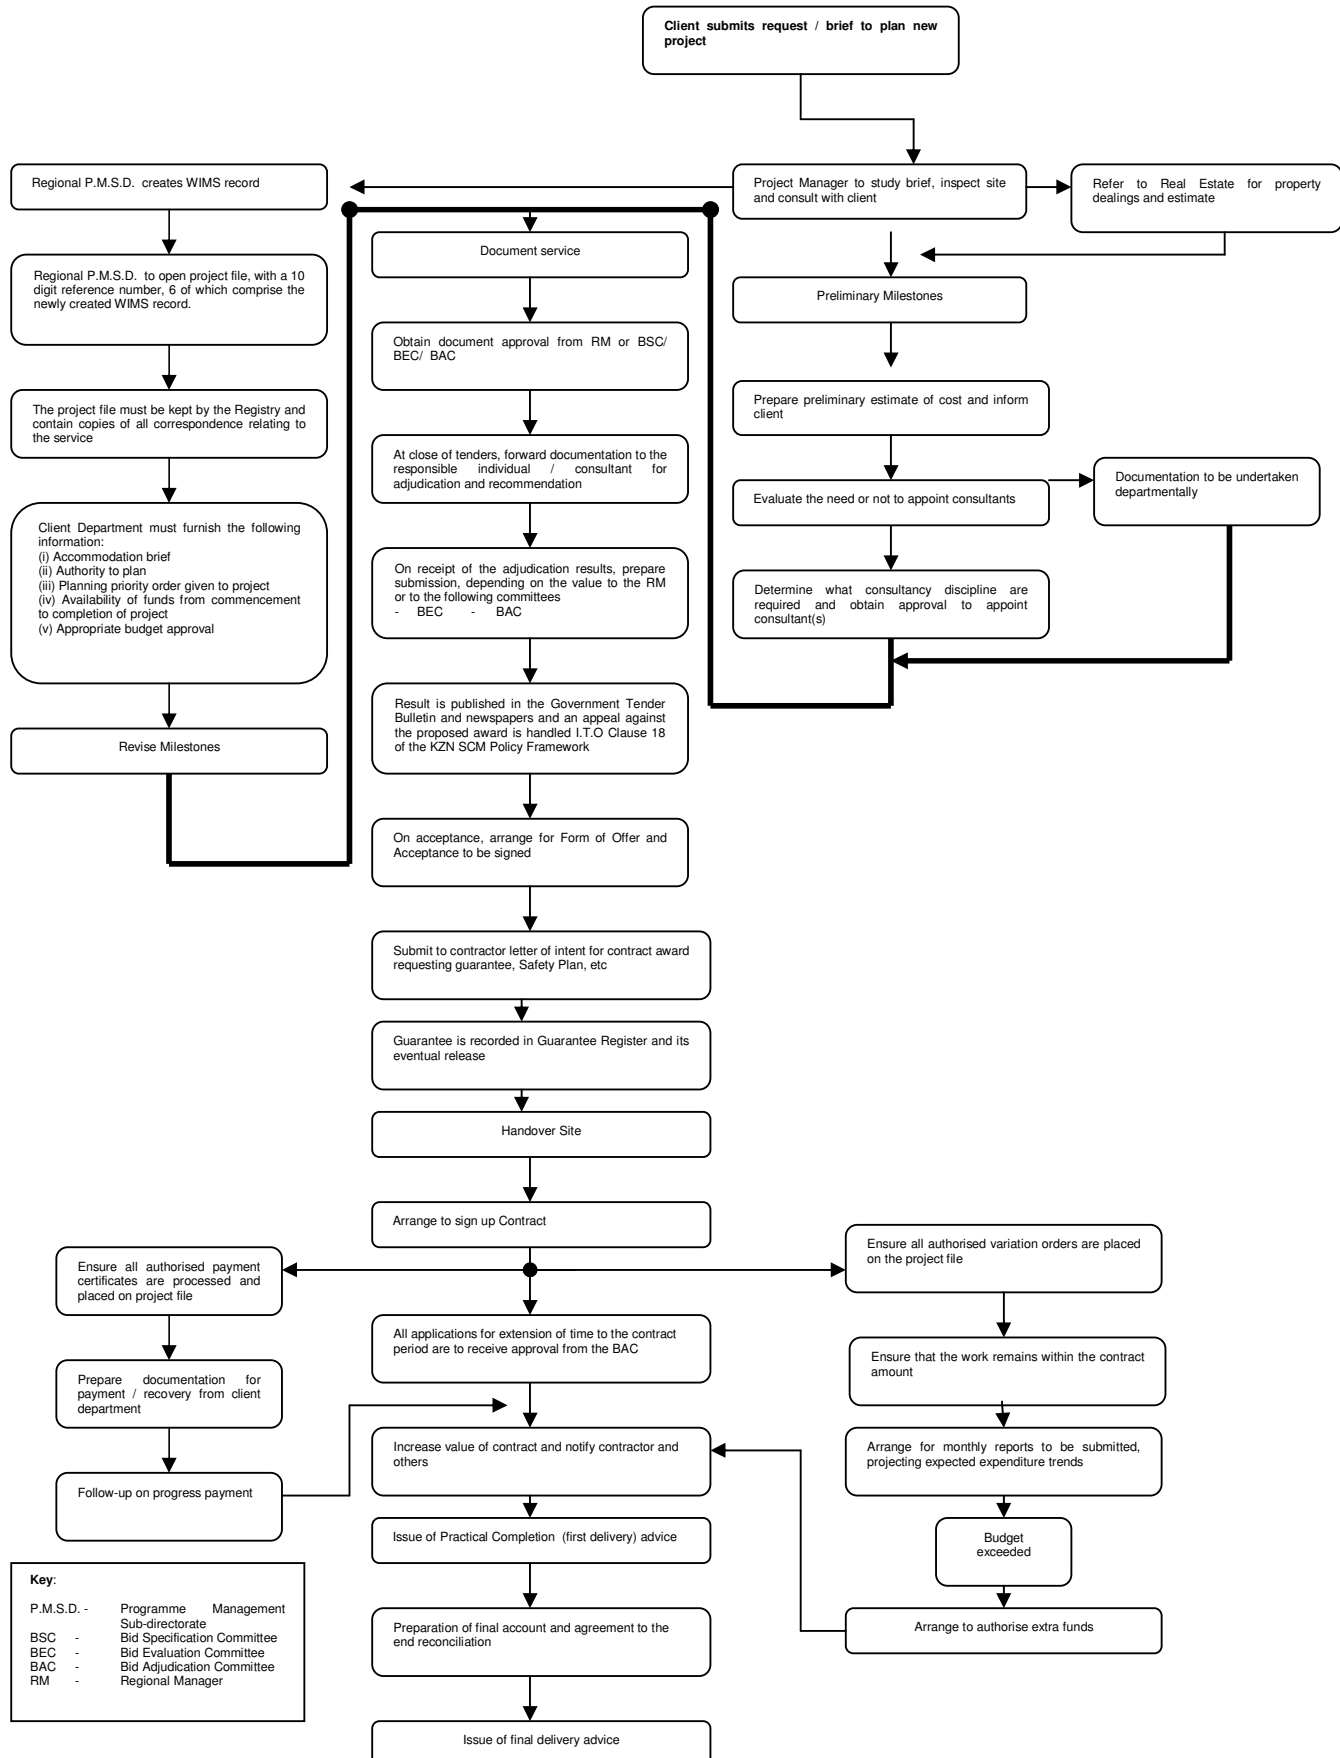 Client submits request / brief to plan new
project
Regional P.M.S.D. creates WIMS record
Project Manager to study brief, inspect site
and consult with client
Refer to Real Estate for property
dealings and estimate
Document service
Regional P.M.S.D. to open project file, with a 10
digit reference number, 6 of which comprise the
newly created WIMS record.
Preliminary Milestones
Obtain document approval from RM or BSC/
BEC/ BAC
The project file must be kept by the Registry and
contain copies of all correspondence relating to
the service
Prepare preliminary estimate of cost and inform
client
At close of tenders, forward documentation to the
responsible individual / consultant for
adjudication and recommendation
Evaluate the need or not to appoint consultants
Documentation to be undertaken
departmentally
Client Department must furnish the following
information:
(i) Accommodation brief
(ii) Authority to plan
(iii) Planning priority order given to project
(iv) Availability of funds from commencement
to completion of project
(v) Appropriate budget approval
On receipt of the adjudication results, prepare
submission, depending on the value to the RM
or to the following committees
- BEC - BAC
Determine what consultancy discipline are
required and obtain approval to appoint
consultant(s)
Result is published in the Government Tender
Bulletin and newspapers and an appeal against
the proposed award is handled I.T.O Clause 18
of the KZN SCM Policy Framework
Revise Milestones
On acceptance, arrange for Form of Offer and
Acceptance to be signed
Submit to contractor letter of intent for contract award
requesting guarantee, Safety Plan, etc
Guarantee is recorded in Guarantee Register and its
eventual release
Handover Site
Arrange to sign up Contract
Ensure all authorised payment
certificates are processed and
placed on project file
Ensure all authorised variation orders are placed
on the project file
All applications for extension of time to the contract
period are to receive approval from the BAC
Prepare documentation for
payment / recovery from client
department
Ensure that the work remains within the contract
amount
Increase value of contract and notify contractor and
others
Arrange for monthly reports to be submitted,
projecting expected expenditure trends
Follow-up on progress payment
Issue of Practical Completion (first delivery) advice
Budget
exceeded
Preparation of final account and agreement to the
end reconciliation
Arrange to authorise extra funds
Issue of final delivery advice
Key:
P.M.S.D. - Programme Management
Sub-directorate
BSC - Bid Specification Committee
BEC - Bid Evaluation Committee
BAC - Bid Adjudication Committee
RM - Regional Manager